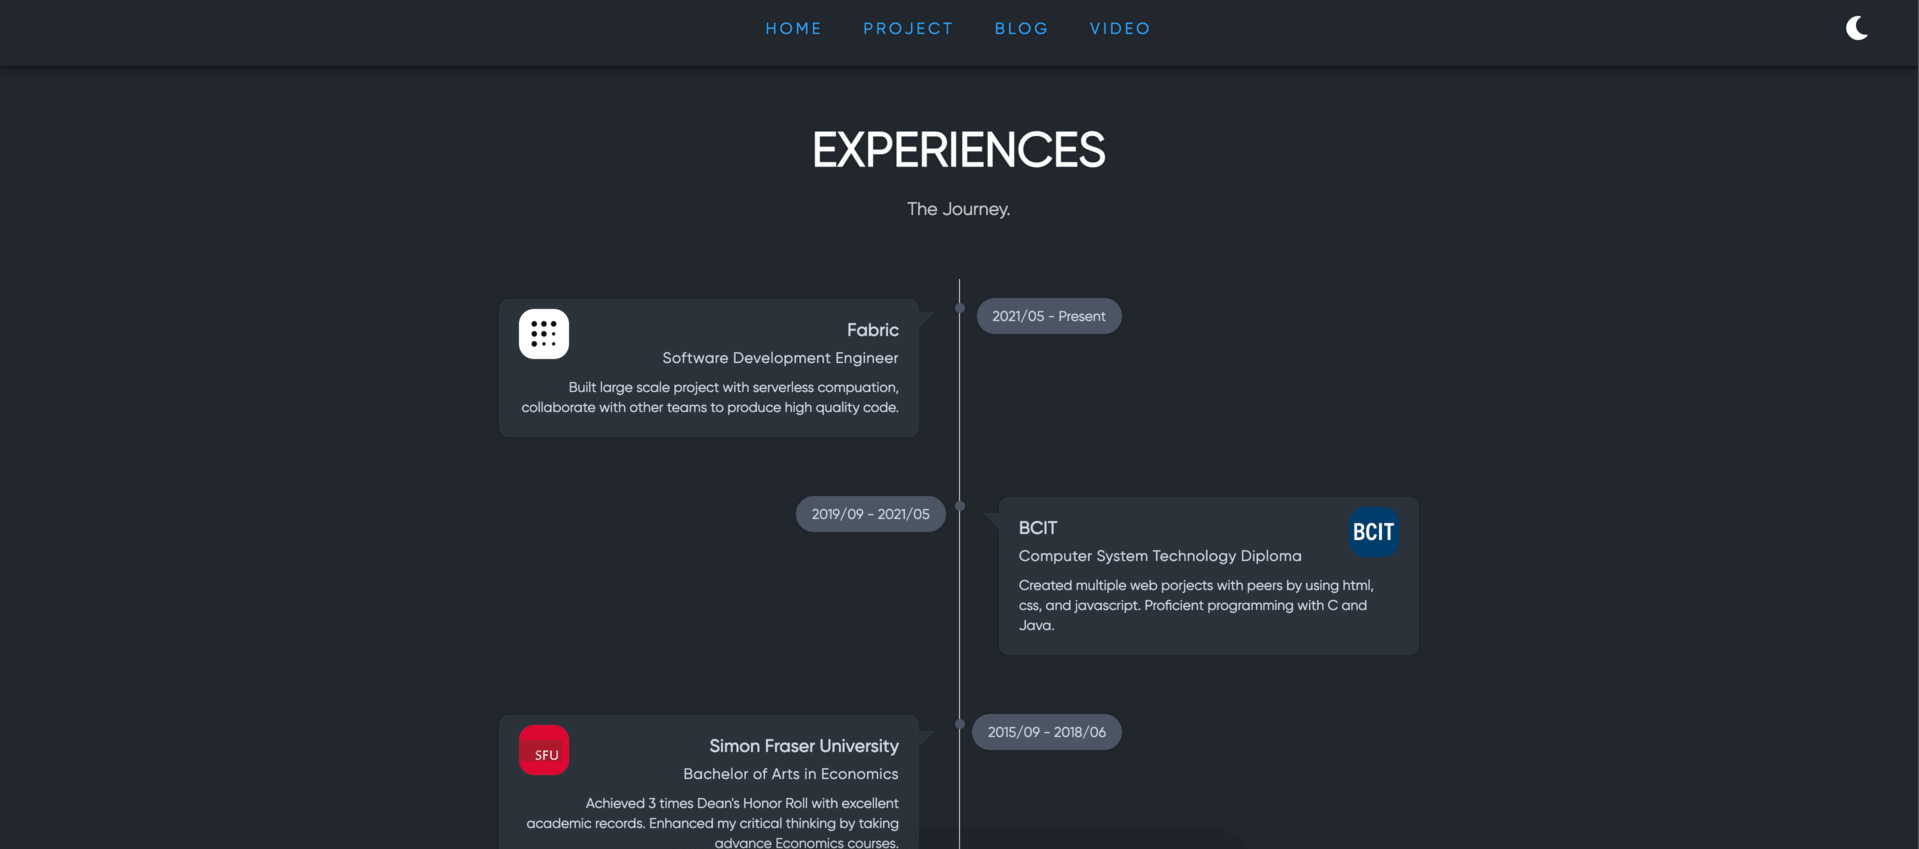 HOME PROJECT BLOG VIDEO
EXPERIENCES
The Journey.
Fabric
Software Development Engineer
Built large scale project with serverless compuation,
collaborate with other teams to produce high quality code.
2021/05 - Present
2019/09 - 2021/05
BCIT
BCIT
Computer System Technology Diploma
Created multiple web porjects with peers by using html,
css, and javascript. Proficient programming with C and
Java.
SFU
Simon Fraser University
Bachelor of Arts in Economics
Achieved 3 times Dean's Honor Roll with excellent
academic records. Enhanced my critical thinking by taking
advance Economics courses.
2015/09 - 2018/06